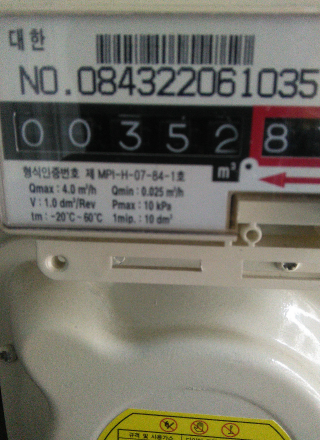 대한
NO.084322061035
00352 8
m³
형식인증번호 제 MPI-H-07-84-1호
Qmax : 4.0 m³/h Qmin : 0.025 m³/h
V : 1.0 dm³/Rev Pmax : 10 kPa
tm : -20℃~60℃ 1mip. : 10 dm³